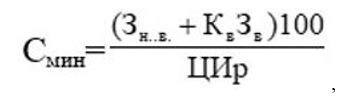 Смин=(Зн..в. + КвЗв)100
ЦИр ,